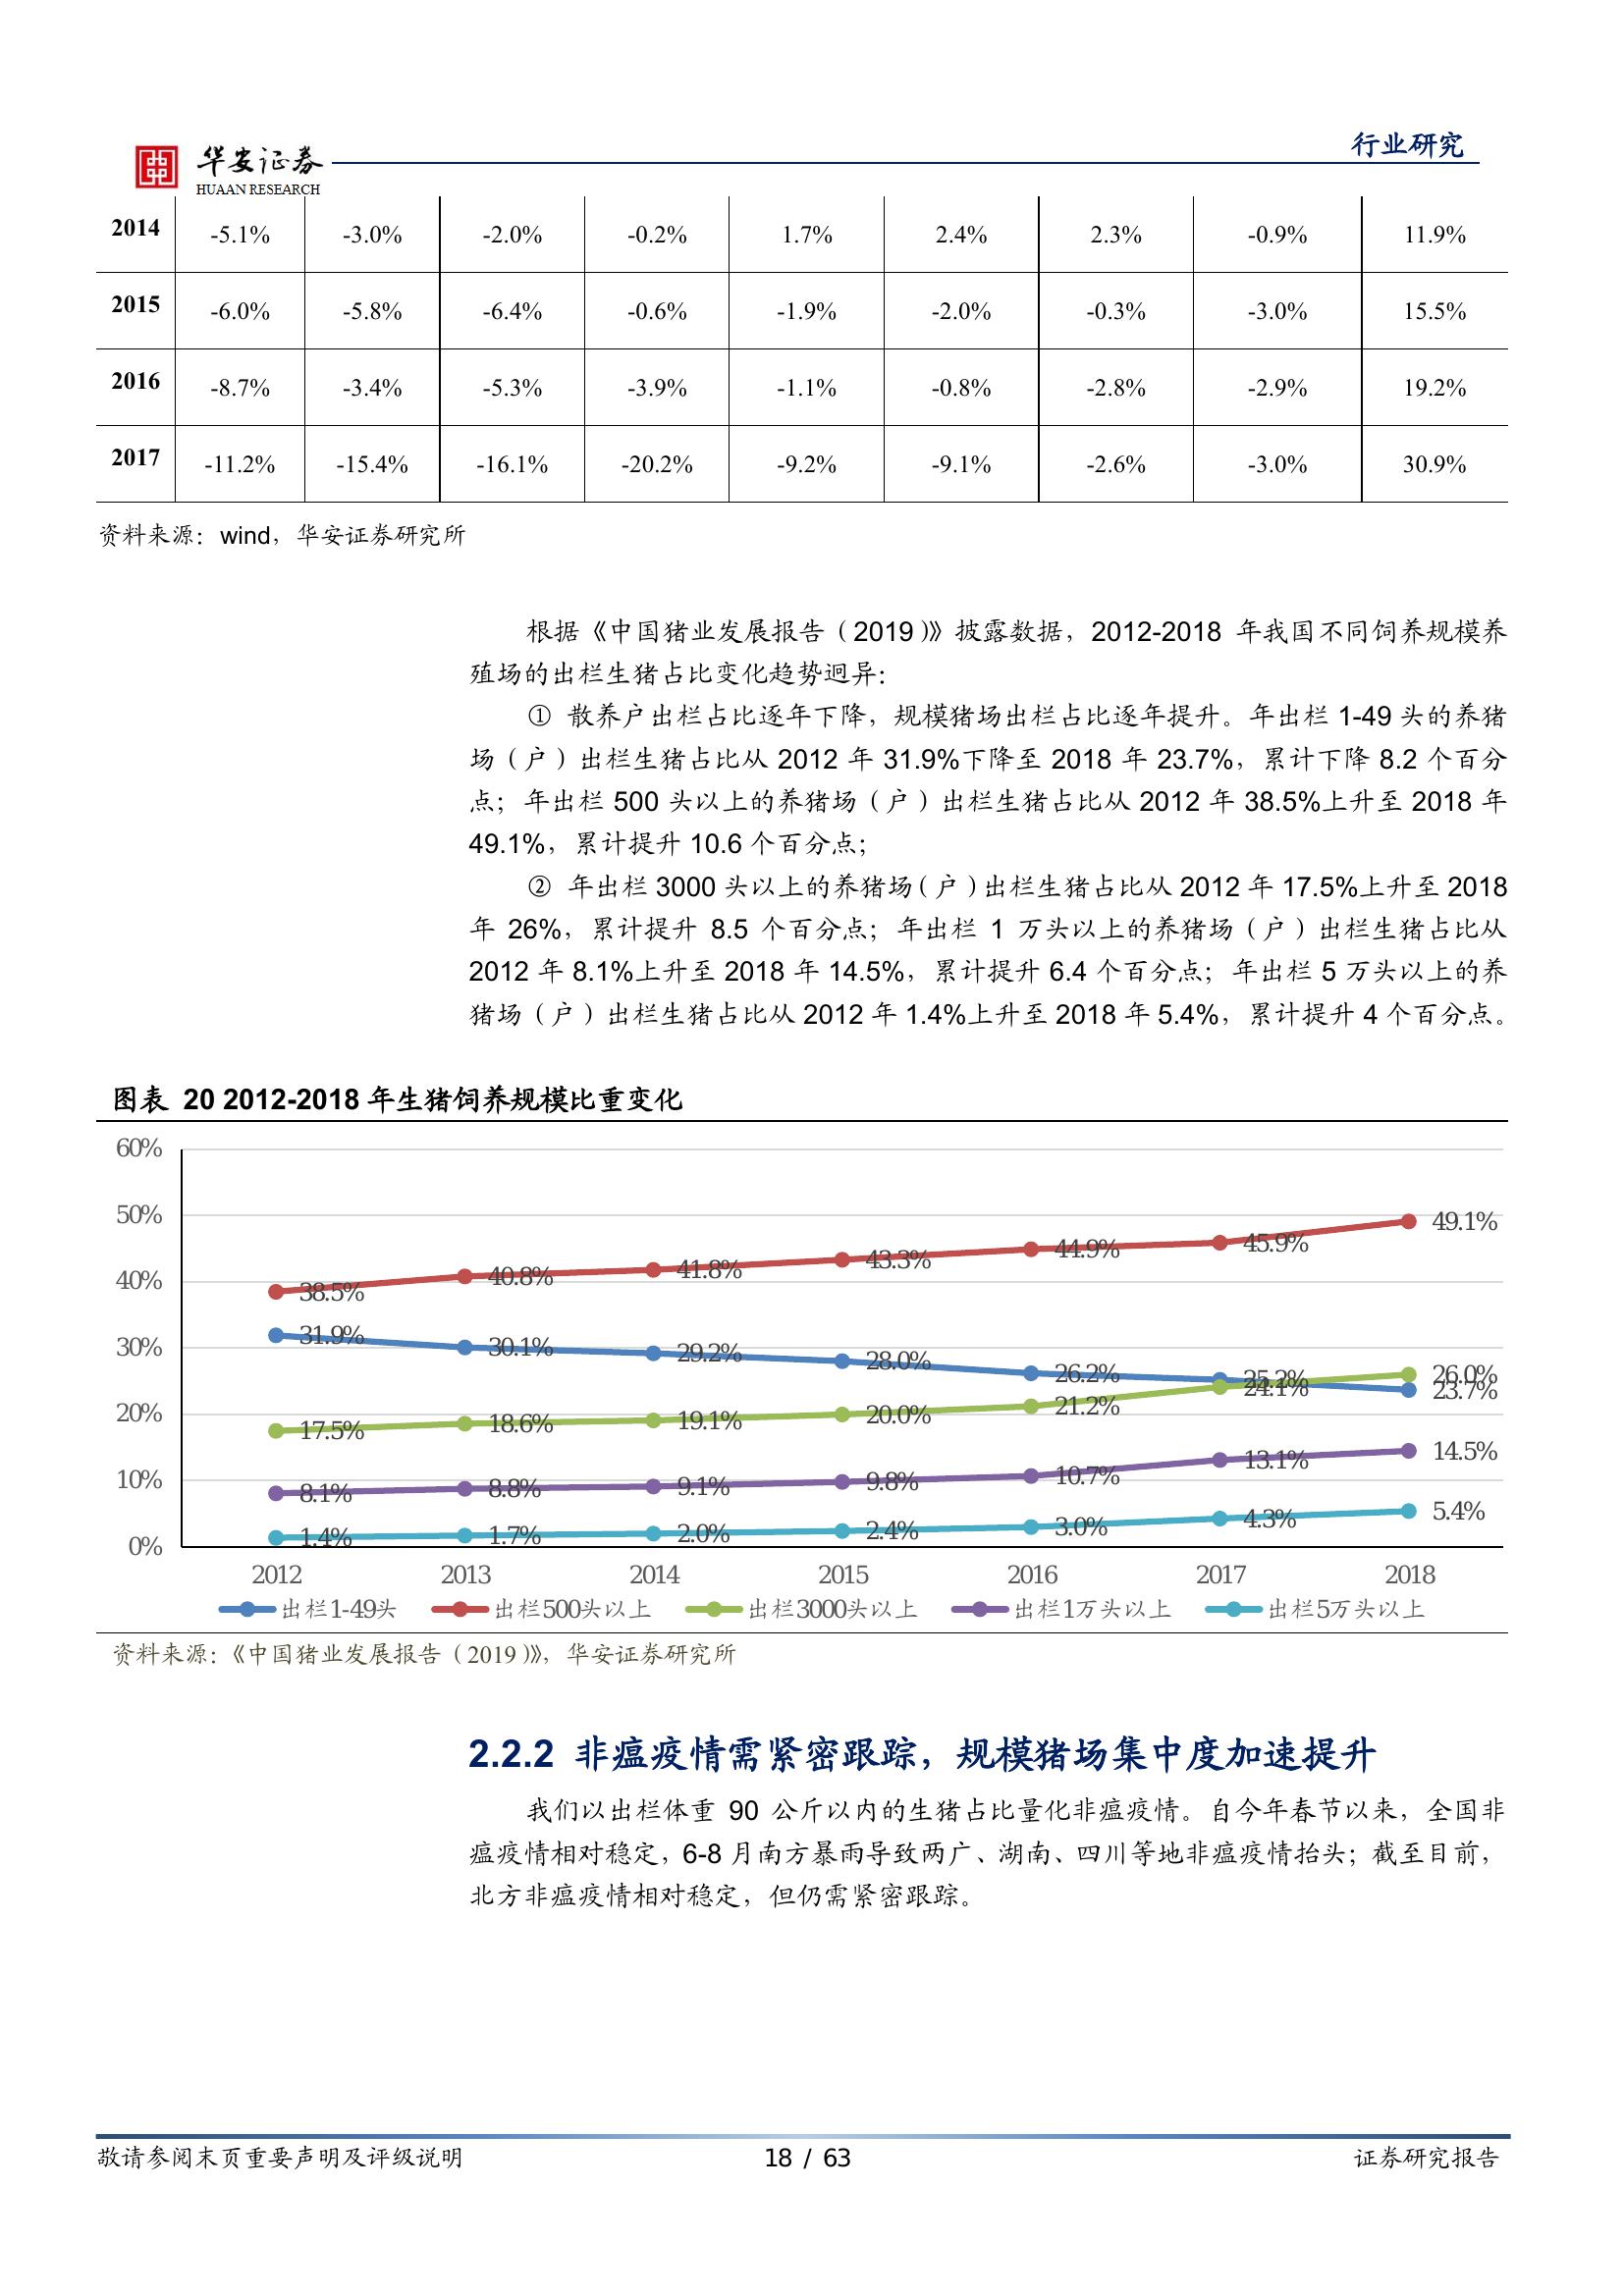 华安证券
HUAAN RESEARCH
行业研究
2014 -5.1% -3.0% -2.0% -0.2% 1.7% 2.4% 2.3% -0.9% 11.9%
2015 -6.0% -5.8% -6.4% -0.6% -1.9% -2.0% -0.3% -3.0% 15.5%
2016 -8.7% -3.4% -5.3% -3.9% -1.1% -0.8% -2.8% -2.9% 19.2%
2017 -11.2% -15.4% -16.1% -20.2% -9.2% -9.1% -2.6% -3.0% 30.9%
资料来源：wind，华安证券研究所
根据《中国猪业发展报告（2019）》披露数据，2012-2018 年我国不同饲养规模养
殖场的出栏生猪占比变化趋势迥异：
① 散养户出栏占比逐年下降，规模猪场出栏占比逐年提升。年出栏 1-49 头的养猪
场（户）出栏生猪占比从 2012 年 31.9%下降至 2018 年 23.7%，累计下降 8.2 个百分
点；年出栏 500 头以上的养猪场（户）出栏生猪占比从 2012 年 38.5%上升至 2018 年
49.1%，累计提升 10.6 个百分点；
② 年出栏 3000 头以上的养猪场（户）出栏生猪占比从 2012 年 17.5%上升至 2018
年 26%，累计提升 8.5 个百分点；年出栏 1 万头以上的养猪场（户）出栏生猪占比从
2012 年 8.1%上升至 2018 年 14.5%，累计提升 6.4 个百分点；年出栏 5 万头以上的养
猪场（户）出栏生猪占比从 2012 年 1.4%上升至 2018 年 5.4%，累计提升 4 个百分点。
图表 20 2012-2018 年生猪饲养规模比重变化
60%
50%
40%
30%
20%
10%
0%
38.5% 40.8% 41.8% 43.3% 44.9% 45.9% 49.1%
31.9% 30.1% 29.2% 28.0% 26.2% 25.2% 23.7%
17.5% 18.6% 19.1% 20.0% 21.2% 24.1% 26.0%
8.1% 8.8% 9.1% 9.8% 10.7% 13.1% 14.5%
1.4% 1.7% 2.0% 2.4% 3.0% 4.3% 5.4%
2012 2013 2014 2015 2016 2017 2018
出栏1-49头 出栏500头以上 出栏3000头以上 出栏1万头以上 出栏5万头以上
资料来源：《中国猪业发展报告（2019）》，华安证券研究所
2.2.2 非瘟疫情需紧密跟踪，规模猪场集中度加速提升
我们以出栏体重 90 公斤以内的生猪占比量化非瘟疫情。自今年春节以来，全国非
瘟疫情相对稳定，6-8 月南方暴雨导致两广、湖南、四川等地非瘟疫情抬头；截至目前，
北方非瘟疫情相对稳定，但仍需紧密跟踪。
敬请参阅末页重要声明及评级说明
18 / 63
证券研究报告